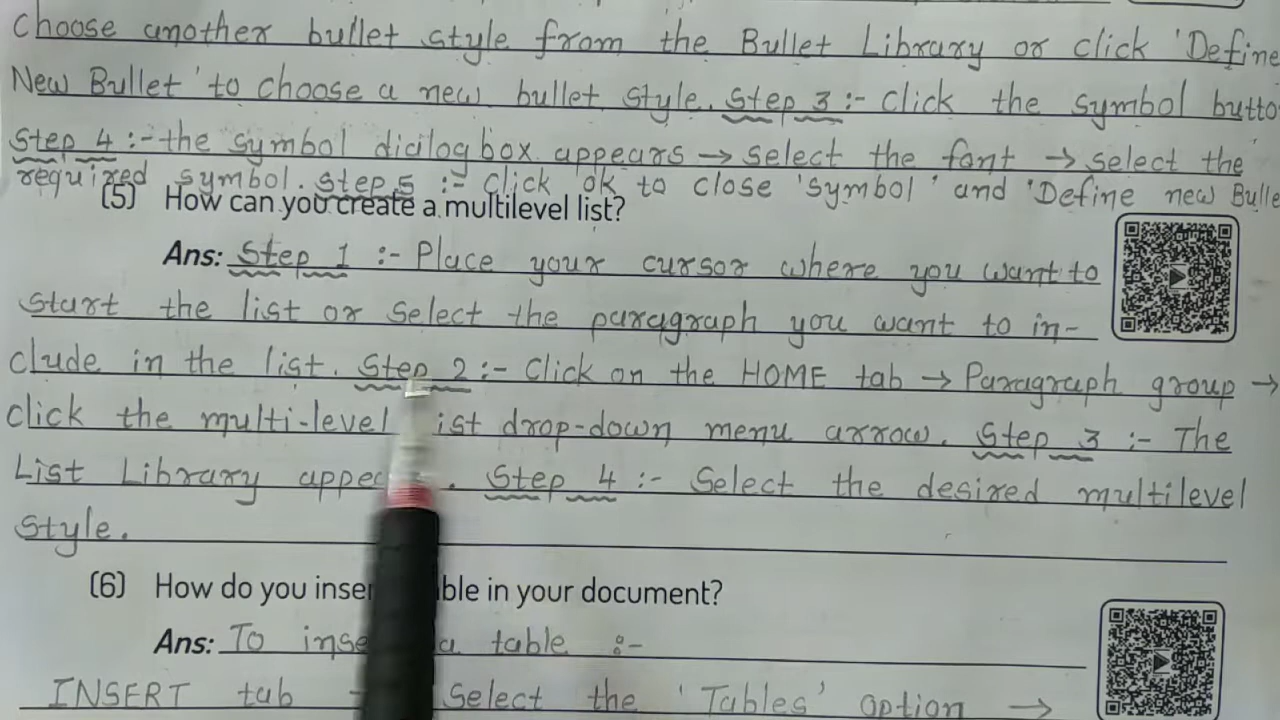 Choose another bullet style from the Bullet Library or click 'Define
New Bullet' to choose a new bullet style. Step 3 :- Click the symbol butto
Step 4 :- the symbol dialog box appears → select the font → select the
required symbol. Step 5 :- Click ok to close 'symbol' and 'Define new Bulle
(5) How can you create a multilevel list?
Ans: Step 1 :- Place your cursor where you want to
start the list or select the paragraph you want to in-
clude in the list. Step 2 :- Click on the HOME tab → Paragraph group →
click the multi-level ist drop-down menu arrow. Step 3 :- The
List Library appea . Step 4 :- Select the desired multilevel
style.
(6) How do you inser ble in your document?
Ans: To inse a table :-
INSERT tab - Select the 'Tables' option →